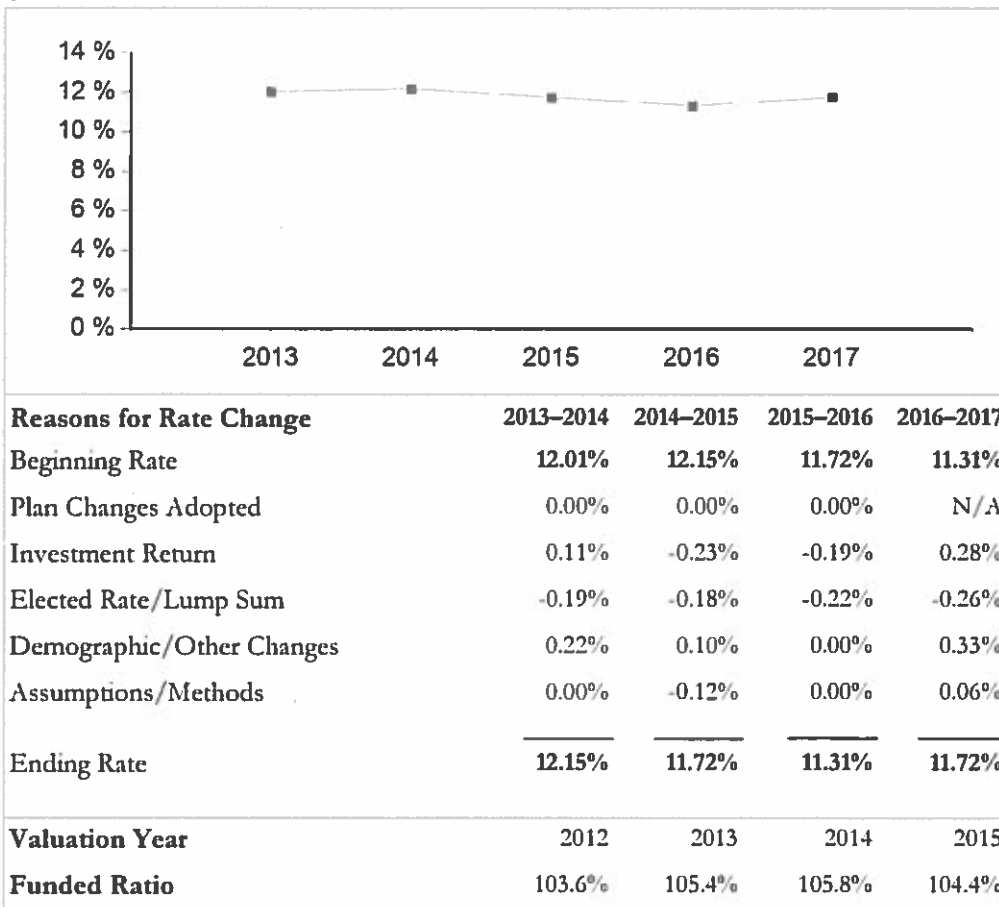 14 %
12 %
10 %
8 %
6 %
4 %
2 %
0 %
2013 2014 2015 2016 2017
Reasons for Rate Change 2013–2014 2014–2015 2015–2016 2016–2017
Beginning Rate 12.01% 12.15% 11.72% 11.31%
Plan Changes Adopted 0.00% 0.00% 0.00% N/A
Investment Return 0.11% -0.23% -0.19% 0.28%
Elected Rate/Lump Sum -0.19% -0.18% -0.22% -0.26%
Demographic/Other Changes 0.22% 0.10% 0.00% 0.33%
Assumptions/Methods 0.00% -0.12% 0.00% 0.06%
Ending Rate 12.15% 11.72% 11.31% 11.72%
Valuation Year 2012 2013 2014 2015
Funded Ratio 103.6% 105.4% 105.8% 104.4%